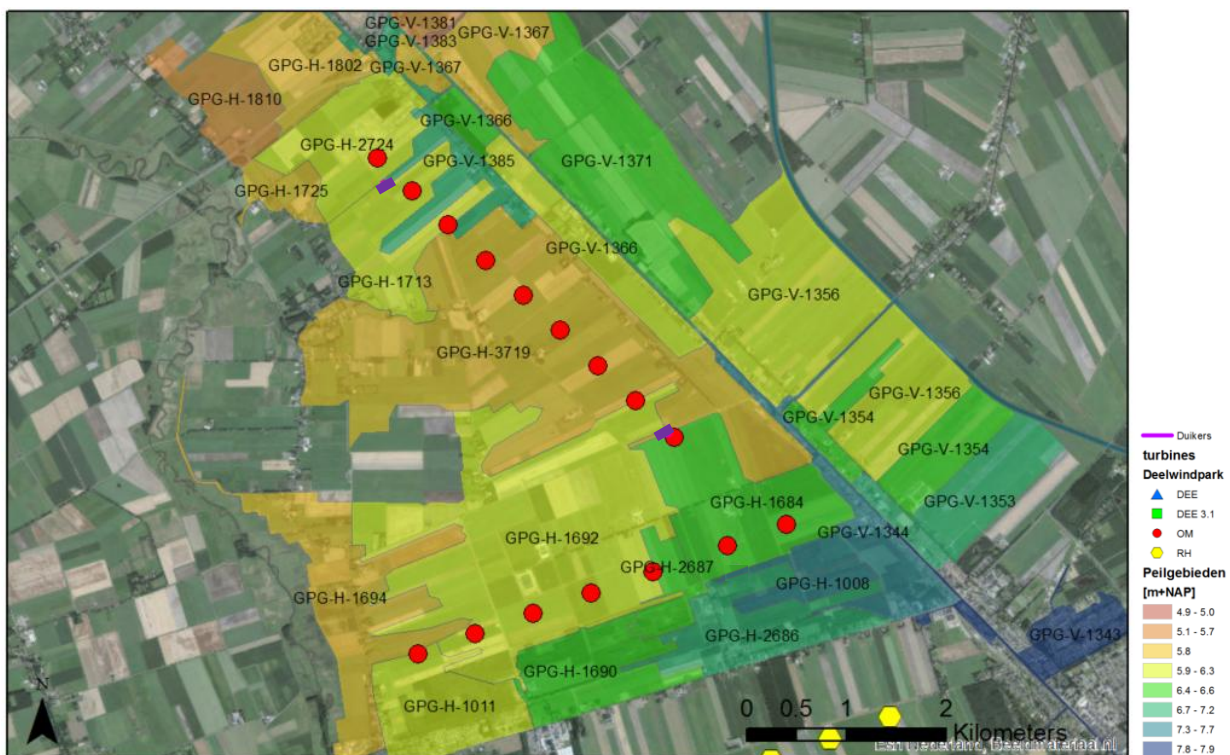 GPG-V-1381
GPG-V-1367
GPG-V-1383
GPG-H-1802
GPG-V-1367
GPG-H-1810
GPG-V-1366
GPG-H-2724
GPG-V-1385
GPG-V-1371
GPG-H-1725
GPG-V-1366
GPG-H-1713
GPG-V-1356
GPG-H-3719
GPG-V-1356
GPG-V-1354
GPG-V-1354
GPG-H-1684
GPG-V-1353
GPG-V-1344
GPG-H-1692
GPG-H-2687
GPG-H-1008
GPG-H-1694
GPG-H-2686
GPG-V-1343
GPG-H-1690
GPG-H-1011
N
0 0.5 1 2
Kilometers
Esri Nederland, Beeldmateriaal.nl
Duikers
turbines
Deelwindpark
DEE
DEE 3.1
OM
RH
Peilgebieden
[m+NAP]
4.9 - 5.0
5.1 - 5.7
5.8
5.9 - 6.3
6.4 - 6.6
6.7 - 7.2
7.3 - 7.7
7.8 - 7.9